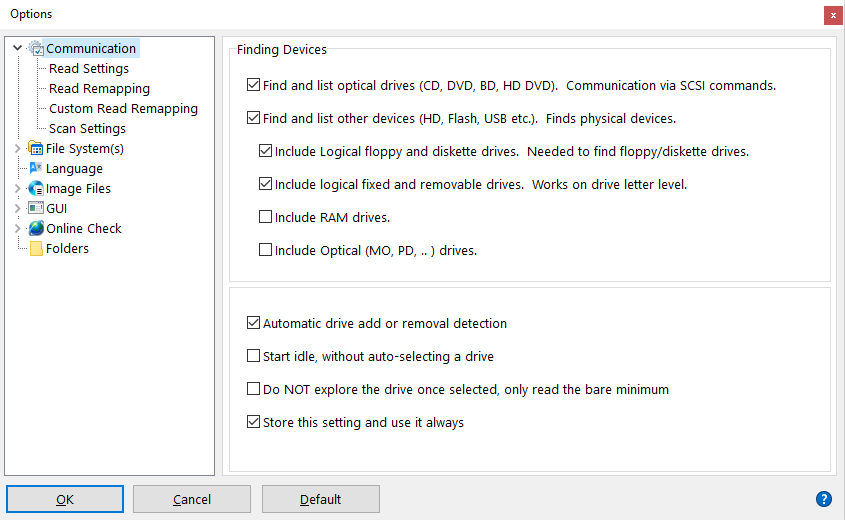 Options
x
Communication
Read Settings
Read Remapping
Custom Read Remapping
Scan Settings
File System(s)
Language
Image Files
GUI
Online Check
Folders
Finding Devices
Find and list optical drives (CD, DVD, BD, HD DVD).  Communication via SCSI commands.
Find and list other devices (HD, Flash, USB etc.).  Finds physical devices.
Include Logical floppy and diskette drives.  Needed to find floppy/diskette drives.
Include logical fixed and removable drives.  Works on drive letter level.
Include RAM drives.
Include Optical (MO, PD, .. ) drives.
Automatic drive add or removal detection
Start idle, without auto-selecting a drive
Do NOT explore the drive once selected, only read the bare minimum
Store this setting and use it always
OK
Cancel
Default
?